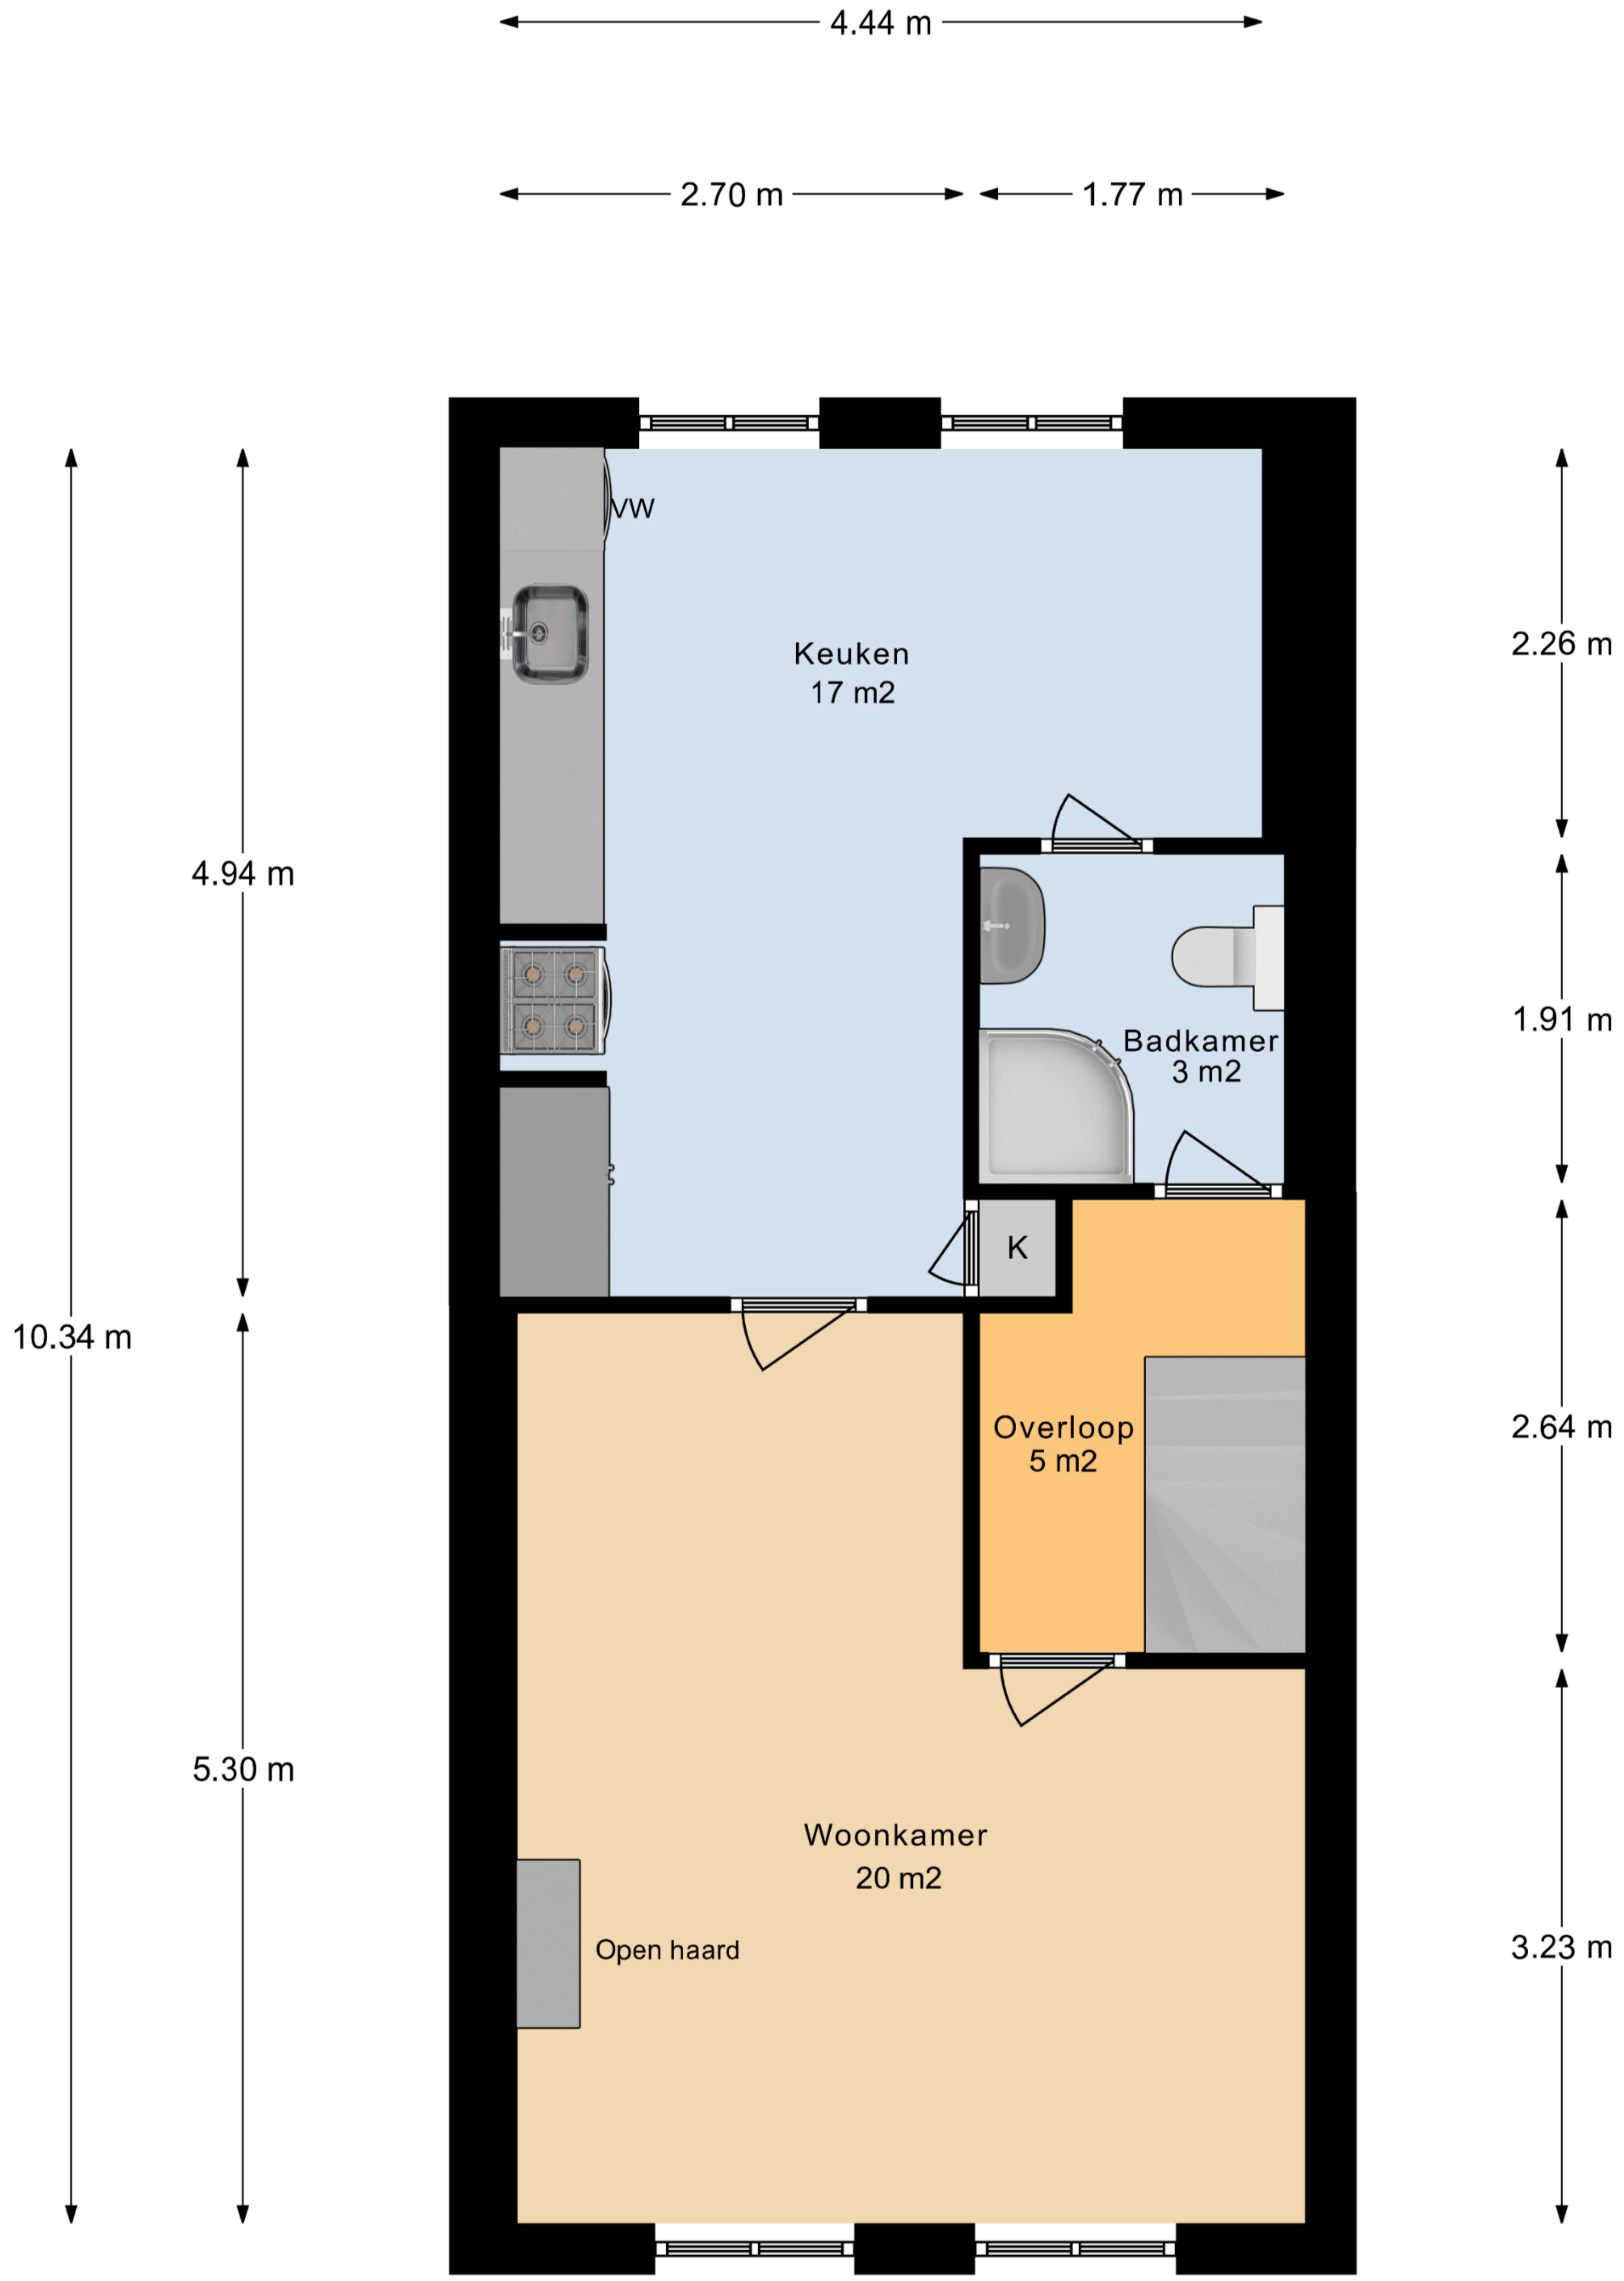 4.44 m
2.70 m
1.77 m
VW
Keuken
17 m2
2.26 m
4.94 m
1.91 m
Badkamer
3 m2
K
10.34 m
Overloop
5 m2
2.64 m
5.30 m
Woonkamer
20 m2
Open haard
3.23 m